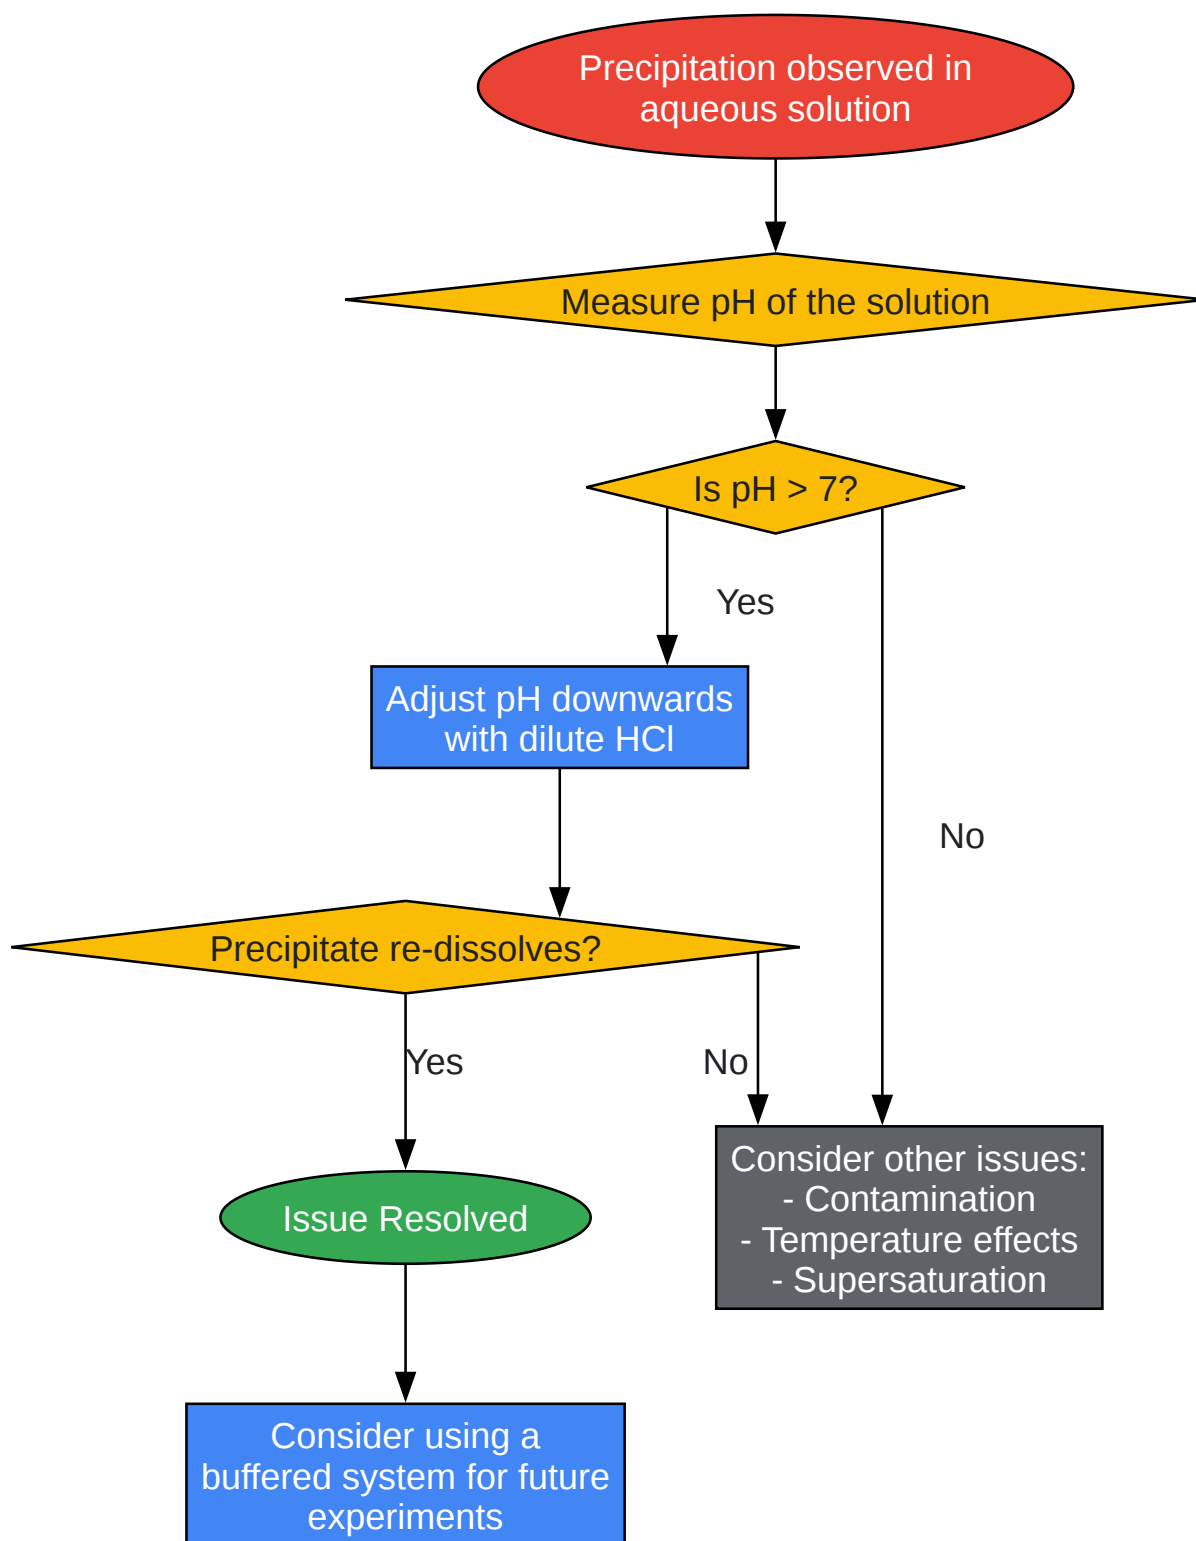 Precipitation observed in
aqueous solution
Measure pH of the solution
Is pH > 7?
Yes
Adjust pH downwards
with dilute HCl
No
Precipitate re-dissolves?
Yes
No
Consider other issues:
- Contamination
- Temperature effects
- Supersaturation
Issue Resolved
Consider using a
buffered system for future
experiments